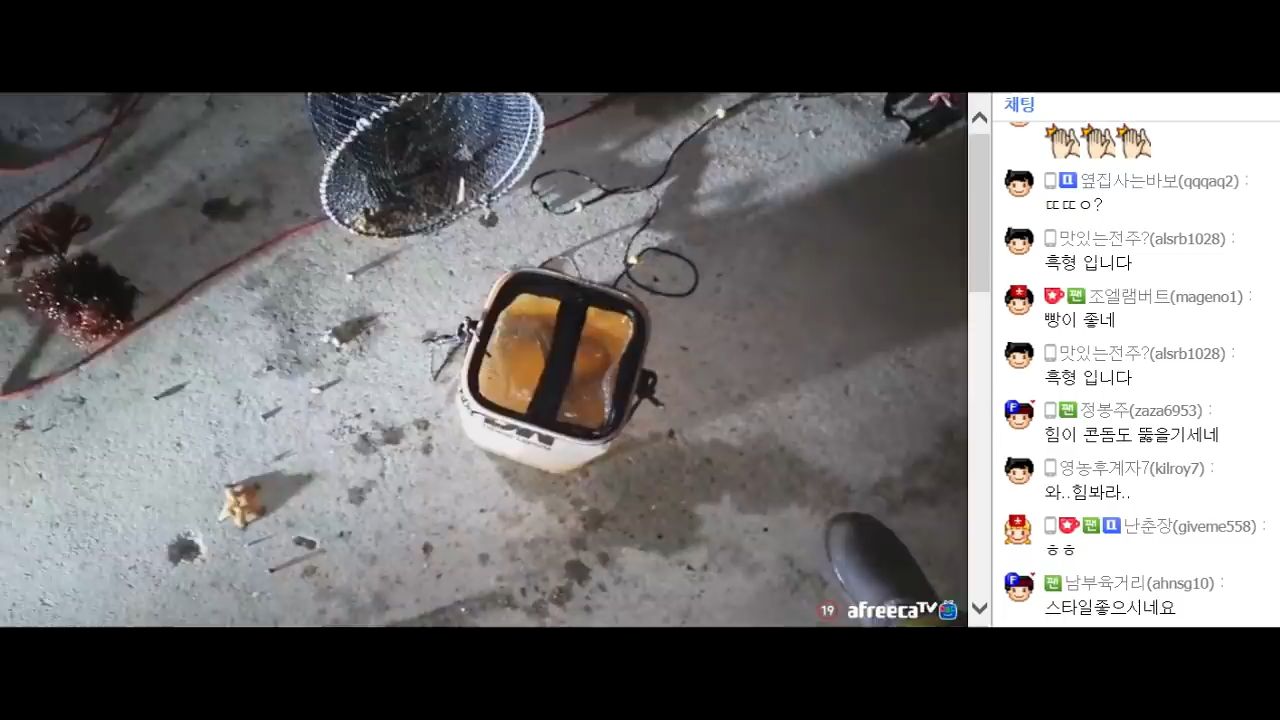 채팅
옆집사는바보(qqqaq2) :
ㄸㄸㅇ?
맛있는전주?(alsrb1028) :
흑형 입니다
팬 조엘램버트(mageno1) :
빵이 좋네
맛있는전주?(alsrb1028) :
흑형 입니다
팬 정봉주(zaza6953) :
힘이 콘돔도 뚫을기세네
영농후계자7(kilroy7) :
와..힘봐라..
팬 난춘장(giveme558) :
ㅎㅎ
팬 남부육거리(ahnsg10) :
스타일좋으시네요
19 afreecaTV